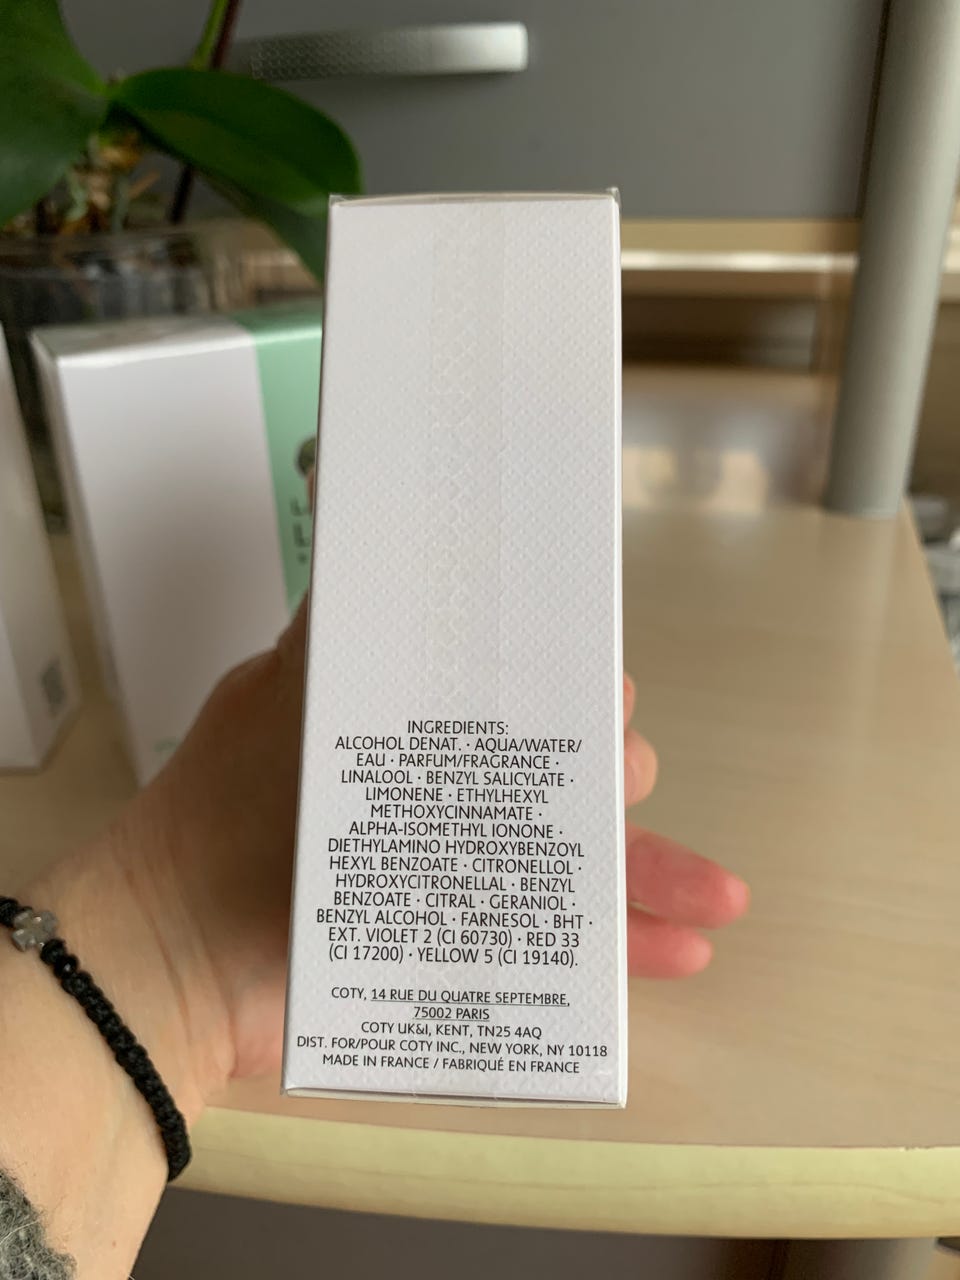 INGREDIENTS:
ALCOHOL DENAT. · AQUA/WATER/
EAU · PARFUM/FRAGRANCE ·
LINALOOL · BENZYL SALICYLATE ·
LIMONENE · ETHYLHEXYL
METHOXYCINNAMATE ·
ALPHA-ISOMETHYL IONONE ·
DIETHYLAMINO HYDROXYBENZOYL
HEXYL BENZOATE · CITRONELLOL ·
HYDROXYCITRONELLAL · BENZYL
BENZOATE · CITRAL · GERANIOL ·
BENZYL ALCOHOL · FARNESOL · BHT ·
EXT. VIOLET 2 (CI 60730) · RED 33
(CI 17200) · YELLOW 5 (CI 19140).
COTY, 14 RUE DU QUATRE SEPTEMBRE,
75002 PARIS
COTY UK&I, KENT, TN25 4AQ
DIST. FOR/POUR COTY INC., NEW YORK, NY 10118
MADE IN FRANCE / FABRIQUÉ EN FRANCE